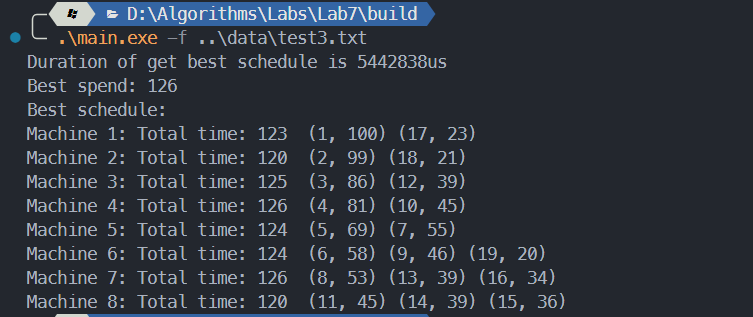 D:\Algorithms\Labs\Lab7\build
.\main.exe -f ..\data\test3.txt
Duration of get best schedule is 5442838us
Best spend: 126
Best schedule:
Machine 1: Total time: 123  (1, 100) (17, 23)
Machine 2: Total time: 120  (2, 99) (18, 21)
Machine 3: Total time: 125  (3, 86) (12, 39)
Machine 4: Total time: 126  (4, 81) (10, 45)
Machine 5: Total time: 124  (5, 69) (7, 55)
Machine 6: Total time: 124  (6, 58) (9, 46) (19, 20)
Machine 7: Total time: 126  (8, 53) (13, 39) (16, 34)
Machine 8: Total time: 120  (11, 45) (14, 39) (15, 36)